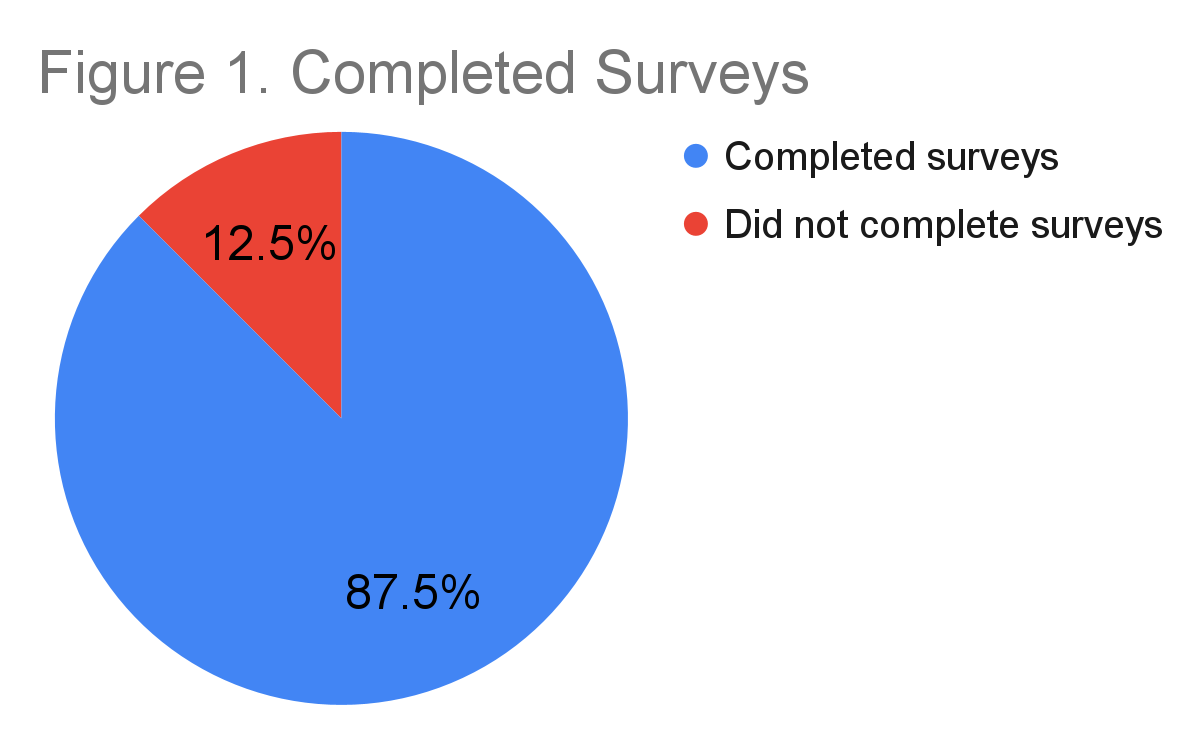 Figure 1. Completed Surveys
Completed surveys
Did not complete surveys
12.5%
87.5%